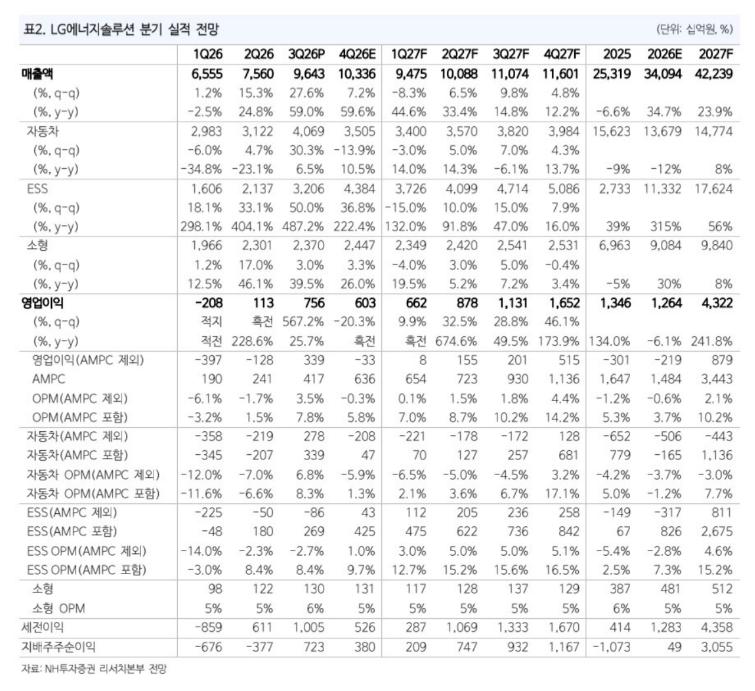 표2. LG에너지솔루션 분기 실적 전망 (단위: 십억원, %)
1Q26 2Q26 3Q26P 4Q26E 1Q27F 2Q27F 3Q27F 4Q27F 2025 2026E 2027F
매출액 6,555 7,560 9,643 10,336 9,475 10,088 11,074 11,601 25,319 34,094 42,239
(%, q-q) 1.2% 15.3% 27.6% 7.2% -8.3% 6.5% 9.8% 4.8%
(%, y-y) -2.5% 24.8% 59.0% 59.6% 44.6% 33.4% 14.8% 12.2% -6.6% 34.7% 23.9%
자동차 2,983 3,122 4,069 3,505 3,400 3,570 3,820 3,984 15,623 13,679 14,774
(%, q-q) -6.0% 4.7% 30.3% -13.9% -3.0% 5.0% 7.0% 4.3%
(%, y-y) -34.8% -23.1% 6.5% 10.5% 14.0% 14.3% -6.1% 13.7% -9% -12% 8%
ESS 1,606 2,137 3,206 4,384 3,726 4,099 4,714 5,086 2,733 11,332 17,624
(%, q-q) 18.1% 33.1% 50.0% 36.8% -15.0% 10.0% 15.0% 7.9%
(%, y-y) 298.1% 404.1% 487.2% 222.4% 132.0% 91.8% 47.0% 16.0% 39% 315% 56%
소형 1,966 2,301 2,370 2,447 2,349 2,420 2,541 2,531 6,963 9,084 9,840
(%, q-q) 1.2% 17.0% 3.0% 3.3% -4.0% 3.0% 5.0% -0.4%
(%, y-y) 12.5% 46.1% 39.5% 26.0% 19.5% 5.2% 7.2% 3.4% -5% 30% 8%
영업이익 -208 113 756 603 662 878 1,131 1,652 1,346 1,264 4,322
(%, q-q) 적지 흑전 567.2% -20.3% 9.9% 32.5% 28.8% 46.1%
(%, y-y) 적전 228.6% 25.7% 흑전 흑전 674.6% 49.5% 173.9% 134.0% -6.1% 241.8%
영업이익(AMPC 제외) -397 -128 339 -33 8 155 201 515 -301 -219 879
AMPC 190 241 417 636 654 723 930 1,136 1,647 1,484 3,443
OPM(AMPC 제외) -6.1% -1.7% 3.5% -0.3% 0.1% 1.5% 1.8% 4.4% -1.2% -0.6% 2.1%
OPM(AMPC 포함) -3.2% 1.5% 7.8% 5.8% 7.0% 8.7% 10.2% 14.2% 5.3% 3.7% 10.2%
자동차(AMPC 제외) -358 -219 278 -208 -221 -178 -172 128 -652 -506 -443
자동차(AMPC 포함) -345 -207 339 47 70 127 257 681 779 -165 1,136
자동차 OPM(AMPC 제외) -12.0% -7.0% 6.8% -5.9% -6.5% -5.0% -4.5% 3.2% -4.2% -3.7% -3.0%
자동차 OPM(AMPC 포함) -11.6% -6.6% 8.3% 1.3% 2.1% 3.6% 6.7% 17.1% 5.0% -1.2% 7.7%
ESS(AMPC 제외) -225 -50 -86 43 112 205 236 258 -149 -317 811
ESS(AMPC 포함) -48 180 269 425 475 622 736 842 67 826 2,675
ESS OPM(AMPC 제외) -14.0% -2.3% -2.7% 1.0% 3.0% 5.0% 5.0% 5.1% -5.4% -2.8% 4.6%
ESS OPM(AMPC 포함) -3.0% 8.4% 8.4% 9.7% 12.7% 15.2% 15.6% 16.5% 2.5% 7.3% 15.2%
소형 98 122 130 131 117 128 137 129 387 481 512
소형 OPM 5% 5% 6% 5% 5% 5% 5% 5% 6% 5% 5%
세전이익 -859 611 1,005 526 287 1,069 1,333 1,670 414 1,283 4,358
지배주주순이익 -676 -377 723 380 209 747 932 1,167 -1,073 49 3,055
자료: NH투자증권 리서치본부 전망